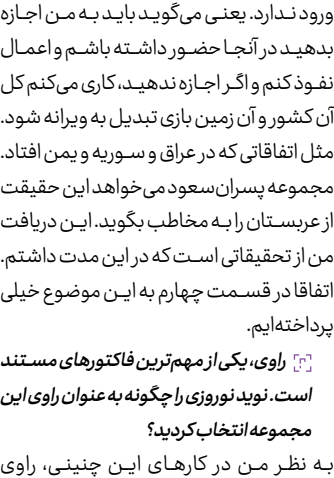 ورود ندارد. یعنی می‌گوید باید به من اجازه
بدهید در آنجا حضور داشته باشم و اعمال
نفوذ کنم و اگر اجازه ندهید، کاری می‌کنم کل
آن کشور و آن زمین بازی تبدیل به ویرانه شود.
مثل اتفاقاتی که در عراق و سوریه و یمن افتاد.
مجموعه پسران سعود می‌خواهد این حقیقت
از عربستان را به مخاطب بگوید. این دریافت
من از تحقیقاتی است که در این مدت داشتم.
اتفاقا در قسمت چهارم به این موضوع خیلی
پرداخته‌ایم.
راوی، یکی از مهم‌ترین فاکتورهای مستند
است. نوید نوروزی را چگونه به عنوان راوی این
مجموعه انتخاب کردید؟
به نظر من در کارهای این چنینی، راوی